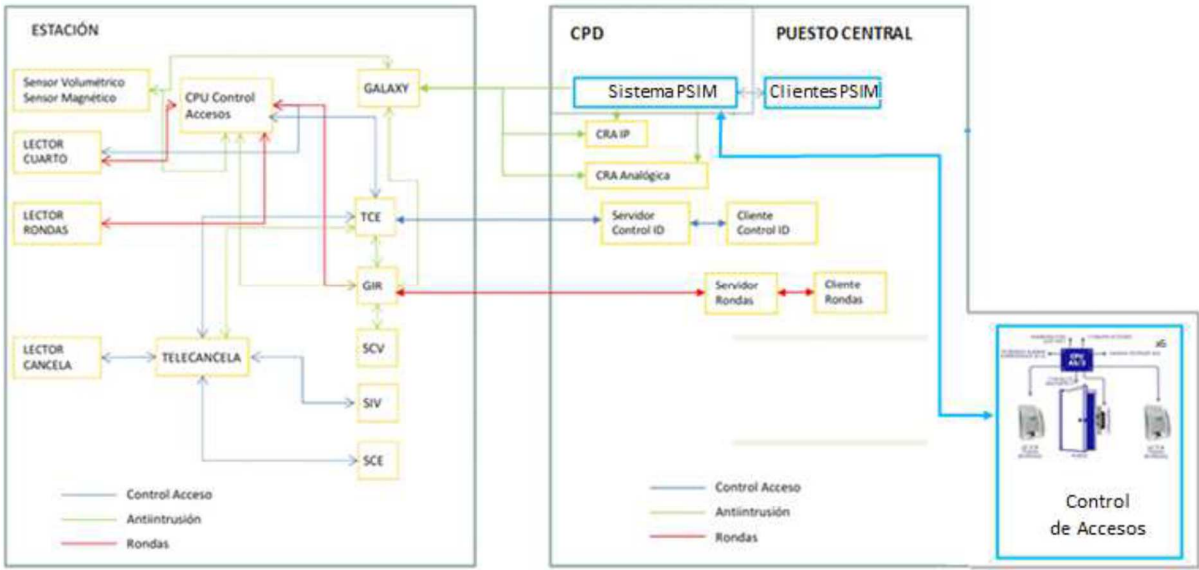 ESTACIÓN
Sensor Volumétrico
Sensor Magnético
CPU Control
Accesos
GALAXY
LECTOR
CUARTO
LECTOR
RONDAS
TCE
GIR
LECTOR
CANCELA
TELECANCELA
SCV
SIV
SCE
Control Acceso
Antiintrusión
Rondas
CPD
PUESTO CENTRAL
Sistema PSIM
Clientes PSIM
CRA IP
CRA Analógica
Servidor
Control ID
Cliente
Control ID
Servidor
Rondas
Cliente
Rondas
Control Acceso
Antiintrusión
Rondas
x6
CPU
Control
de Accesos